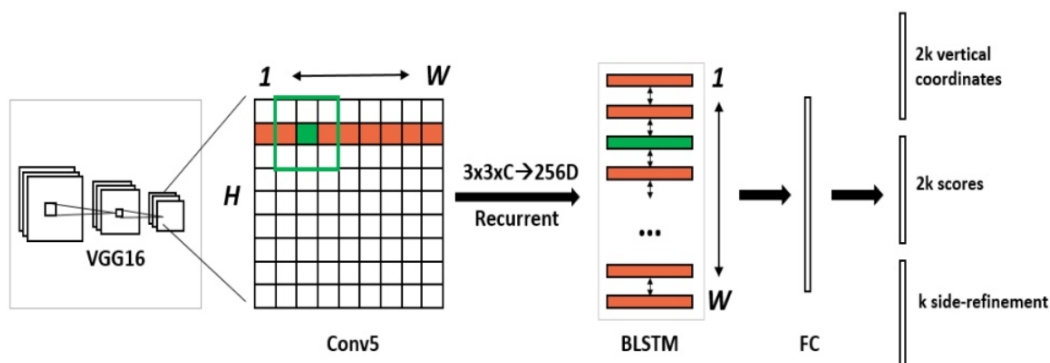 VGG16
1
W
H
Conv5
3x3xC→256D
Recurrent
1
...
W
BLSTM
FC
2k vertical
coordinates
2k scores
k side-refinement